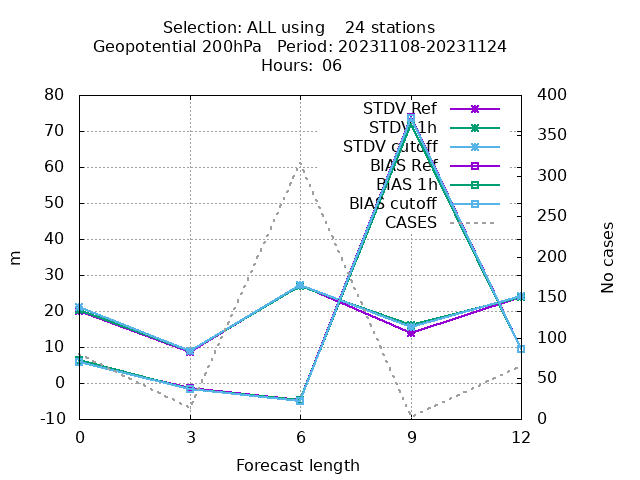 Selection: ALL using    24 stations
Geopotential 200hPa   Period: 20231108-20231124
Hours: 06
80
70
60
50
40
30
20
10
0
-10
m
400
350
300
250
200
150
100
50
0
No cases
STDV Ref
STDV 1h
STDV cutoff
BIAS Ref
BIAS 1h
BIAS cutoff
CASES
0 3 6 9 12
Forecast length